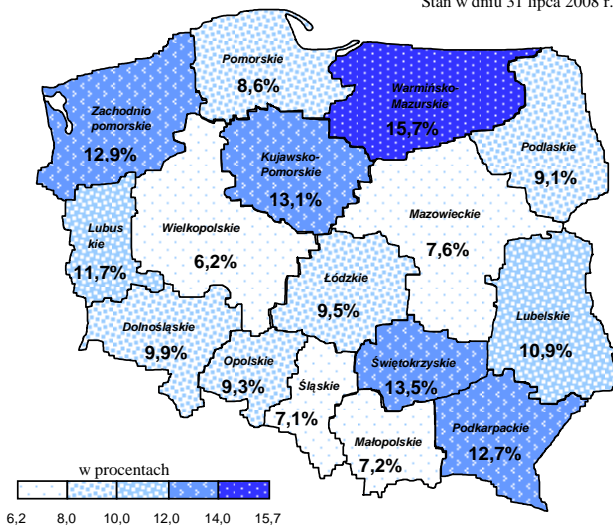 Stan w dniu 31 lipca 2008 r.
Pomorskie
8,6%
Warmińsko-
Mazurskie
15,7%
Zachodnio
pomorskie
12.9%
Podlaskie
9,1%
Kujawsko-
Pomorskie
13,1%
Mazowieckie
7,6%
Lubus
kie
11,7%
Wielkopolskie
6,2%
Łódzkie
9,5%
Lubelskie
10,9%
Dolnośląskie
9,9%
Opolskie
9,3%
Śląskie
7,1%
Świętokrzyskie
13,5%
Małopolskie
7,2%
Podkarpackie
12,7%
w procentach
6,2 8,0 10,0 12,0 14,0 15,7